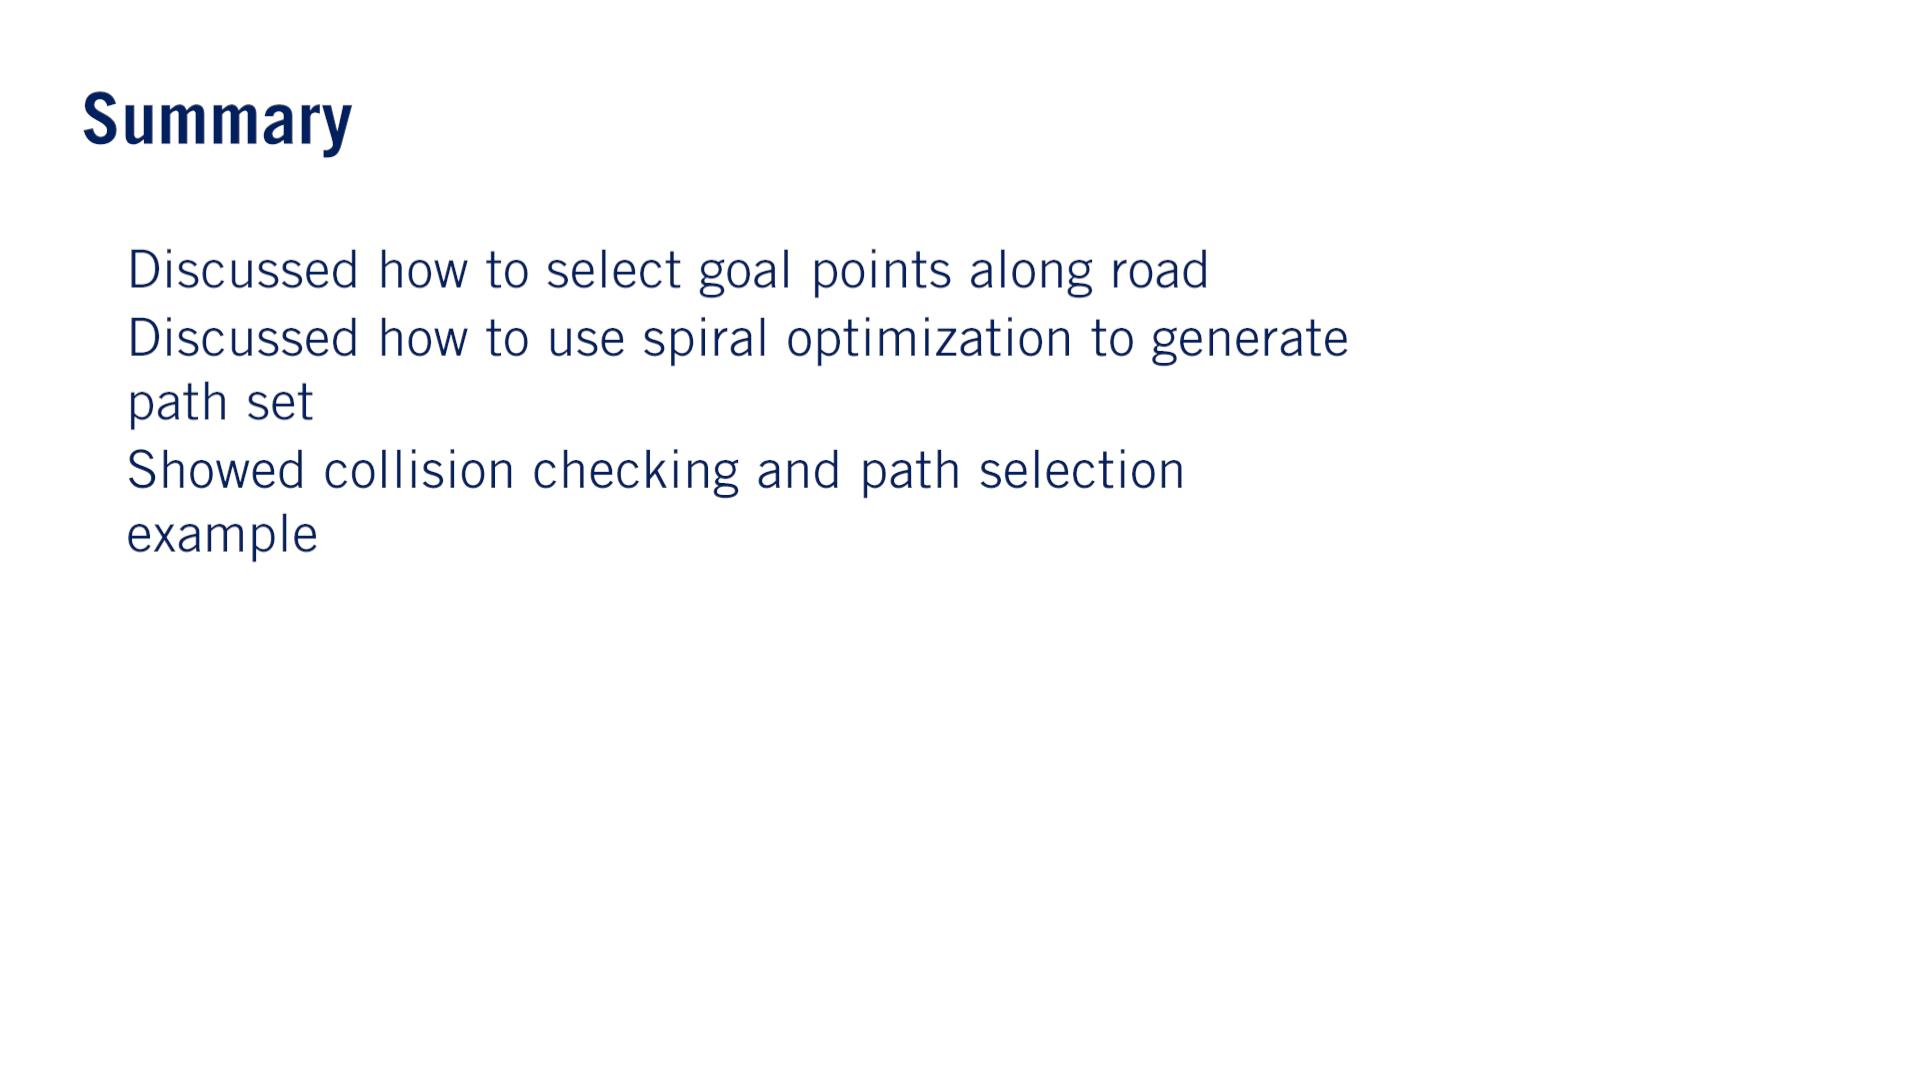 Summary
Discussed how to select goal points along road
Discussed how to use spiral optimization to generate
path set
Showed collision checking and path selection
example